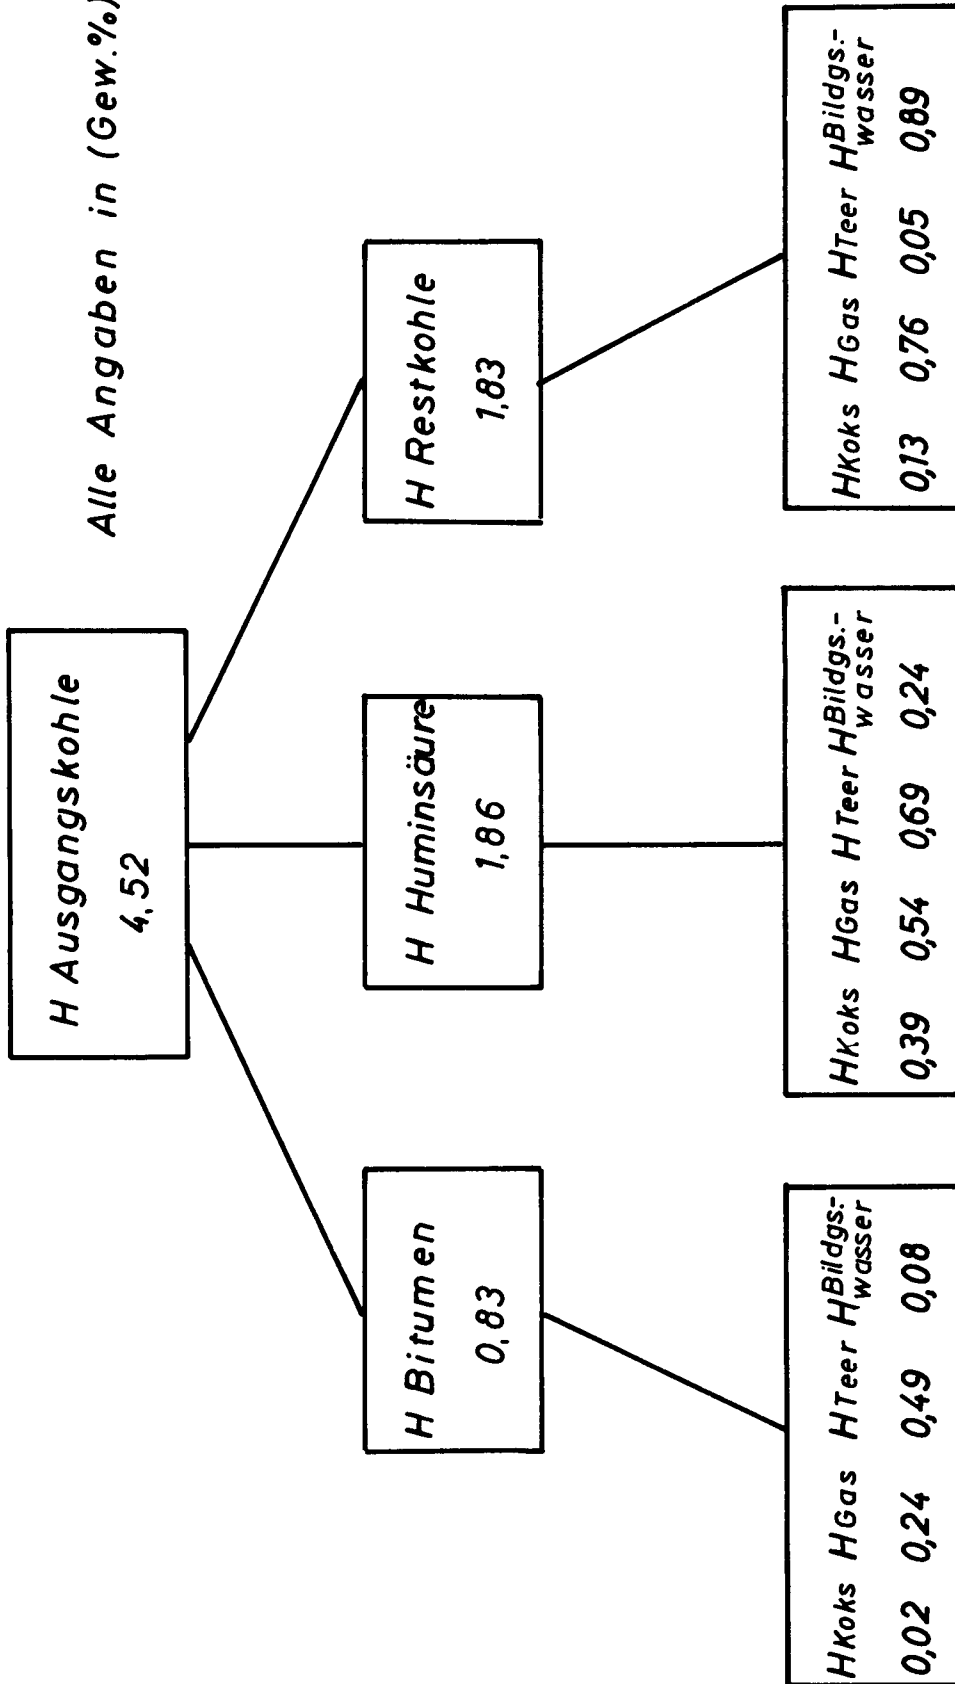 Alle Angaben in (Gew.%)
H Ausgangskohle
4,52
H Bitumen
0,83
H Huminsäure
1,86
H Restkohle
1,83
HKoks HGas HTeer HBildgs.-
wasser
0,02 0,24 0,49 0,08
HKoks HGas HTeer HBildgs.-
wasser
0,39 0,54 0,69 0,24
HKoks HGas HTeer HBildgs.-
wasser
0,13 0,76 0,05 0,89